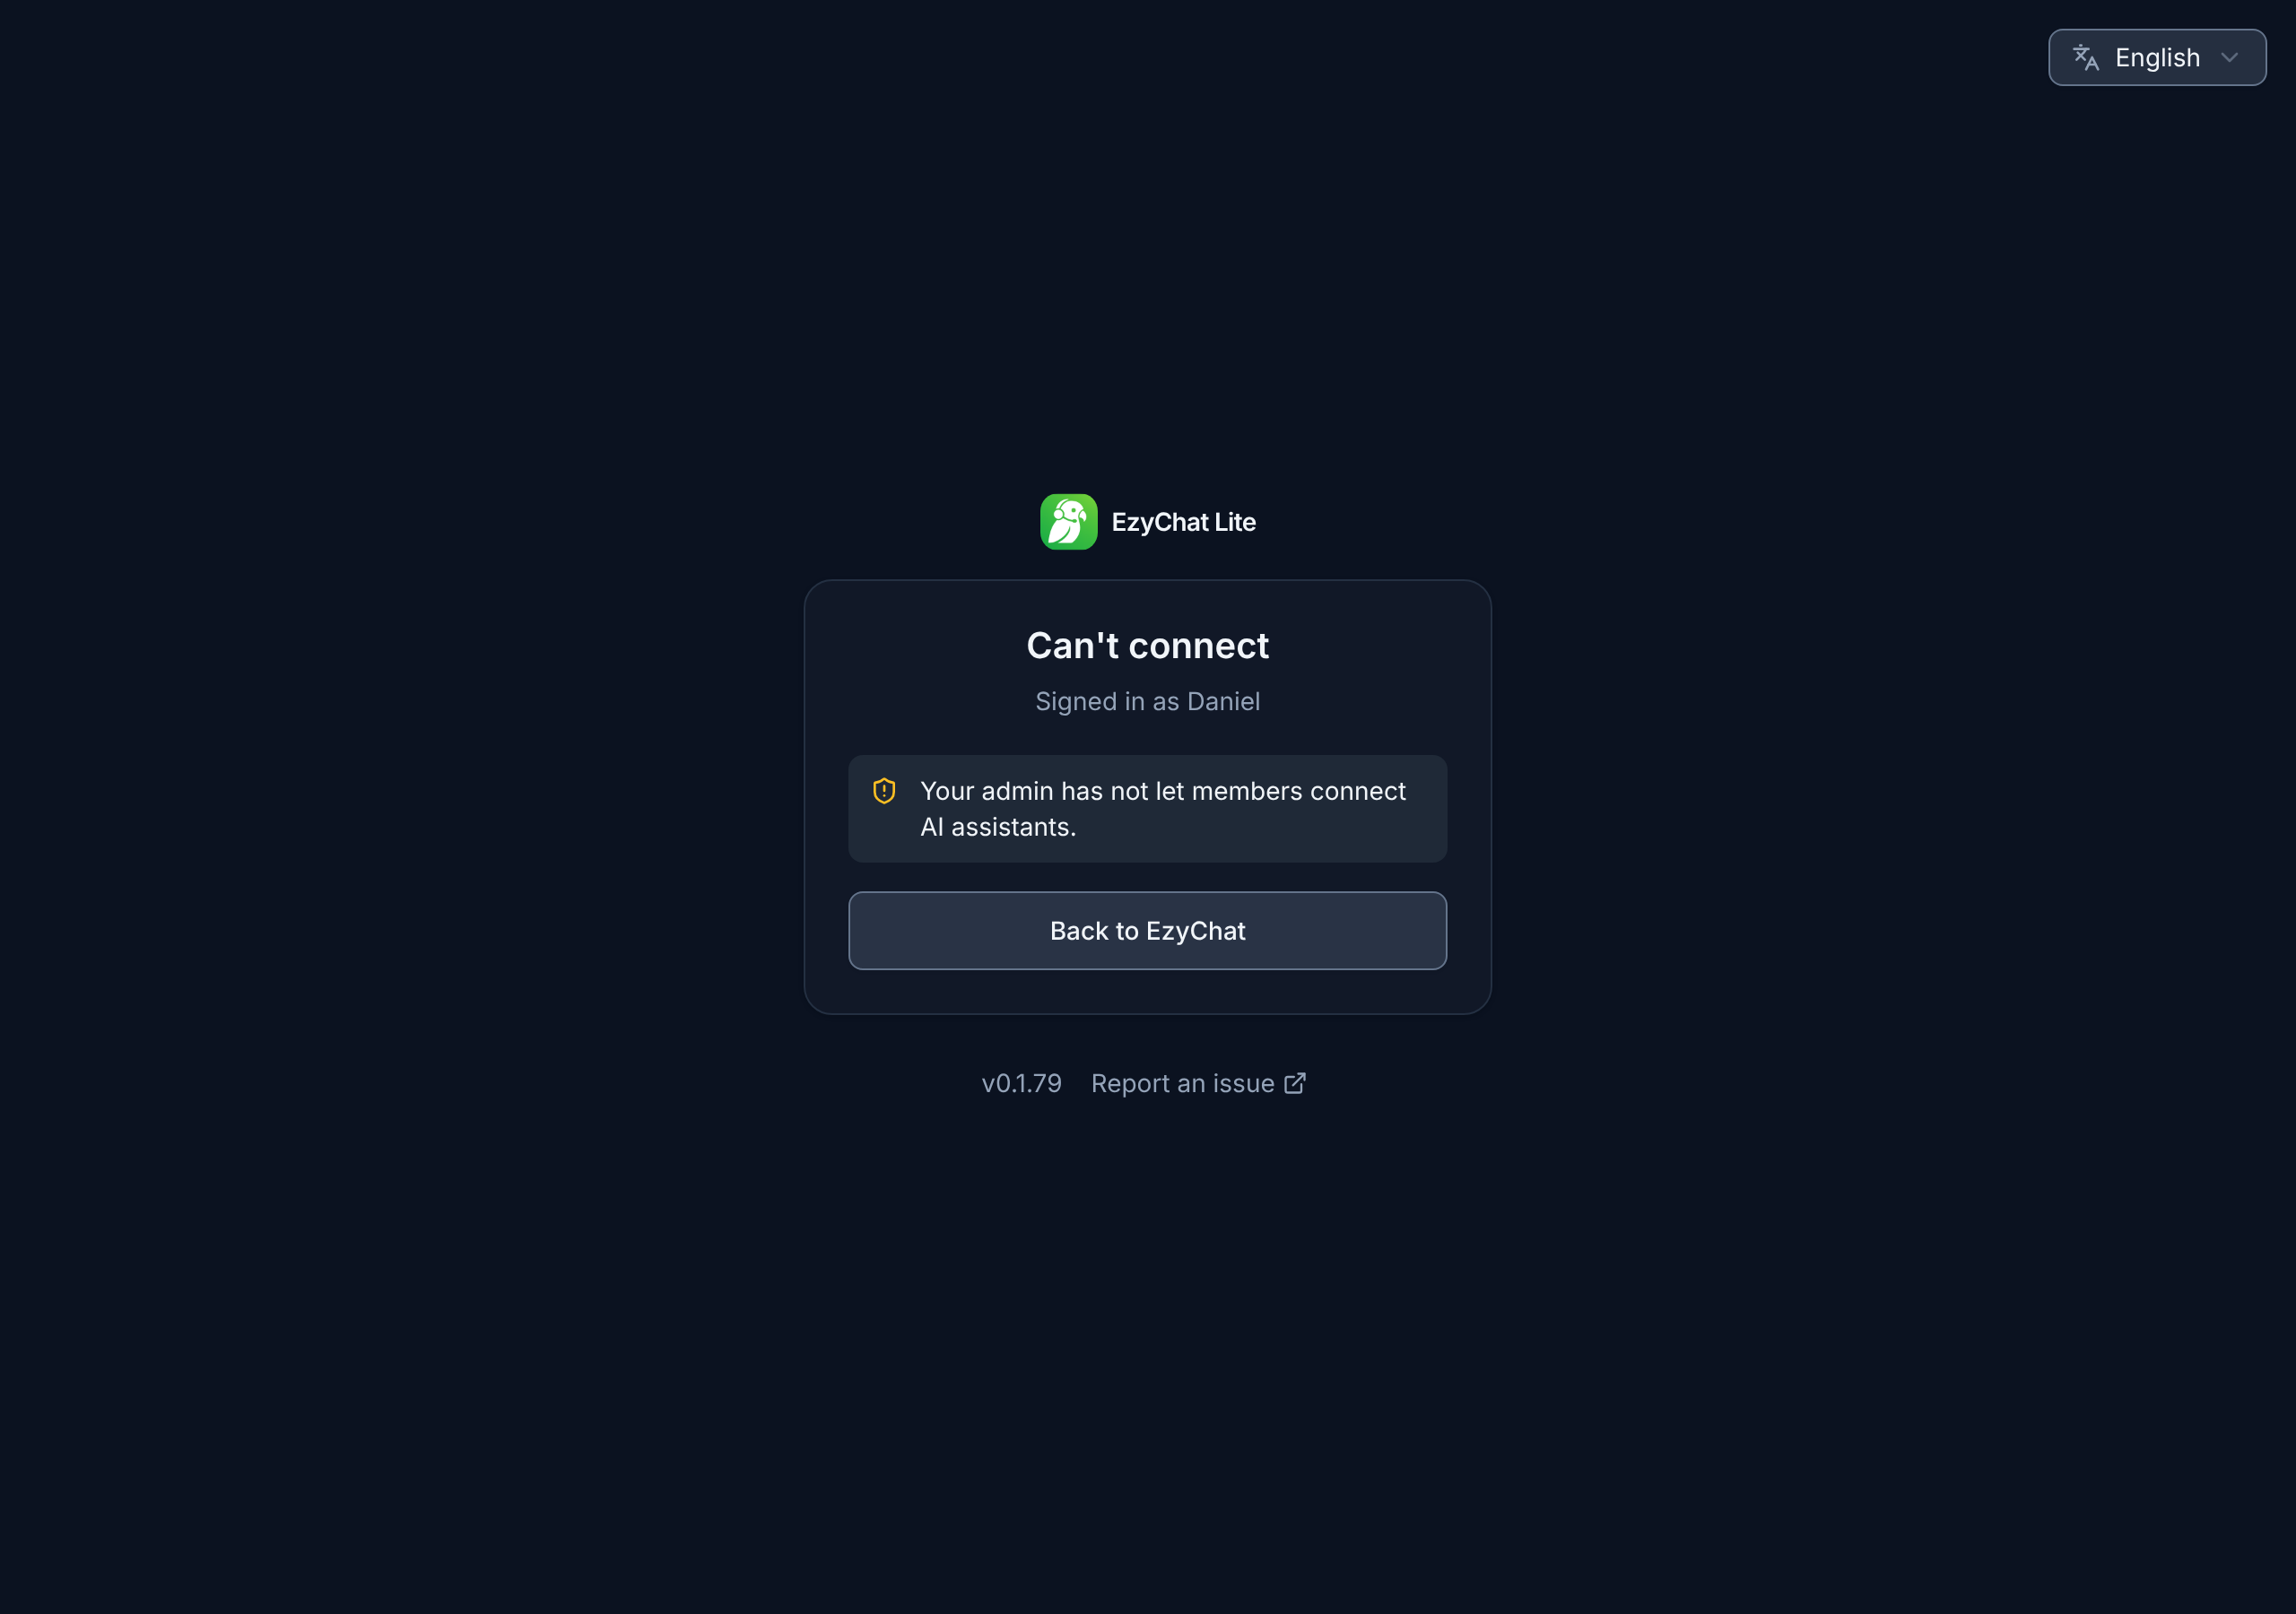 English
EzyChat Lite
Can't connect
Signed in as Daniel
Your admin has not let members connect
AI assistants.
Back to EzyChat
v0.1.79 Report an issue